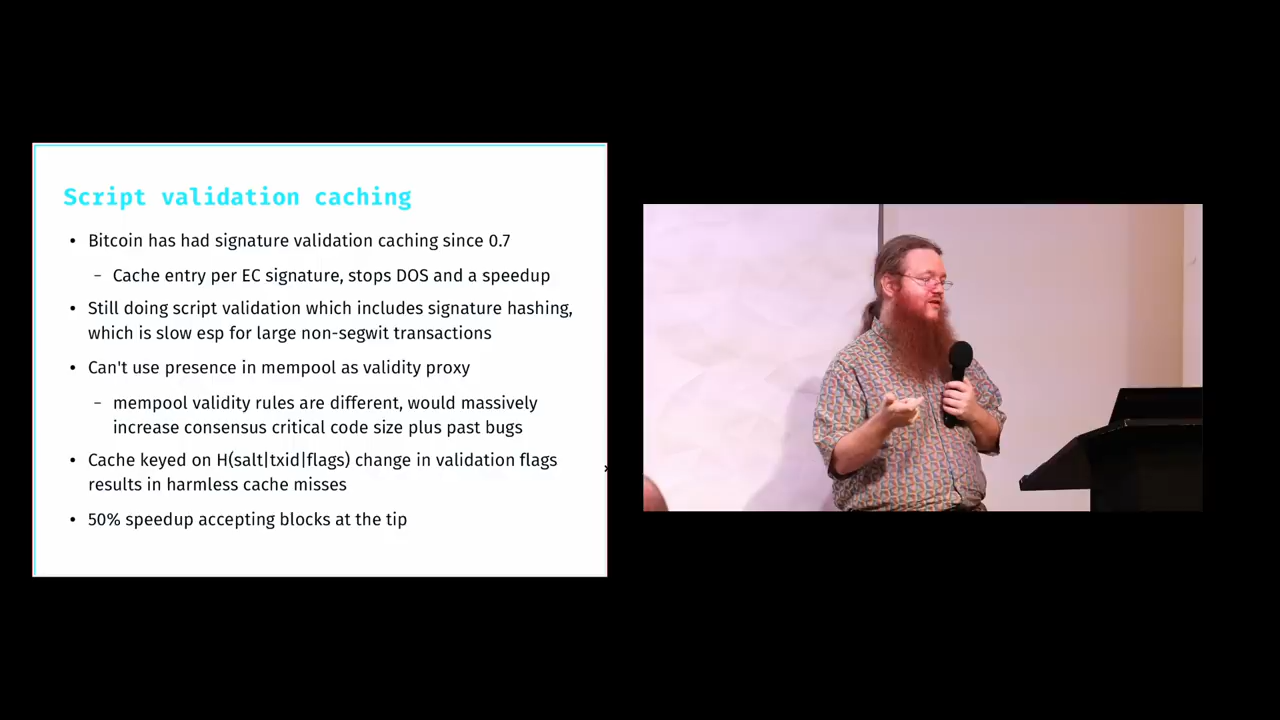 Script validation caching
• Bitcoin has had signature validation caching since 0.7
– Cache entry per EC signature, stops DOS and a speedup
• Still doing script validation which includes signature hashing,
which is slow esp for large non-segwit transactions
• Can't use presence in mempool as validity proxy
– mempool validity rules are different, would massively
increase consensus critical code size plus past bugs
• Cache keyed on H(salt|txid|flags) change in validation flags
results in harmless cache misses
• 50% speedup accepting blocks at the tip